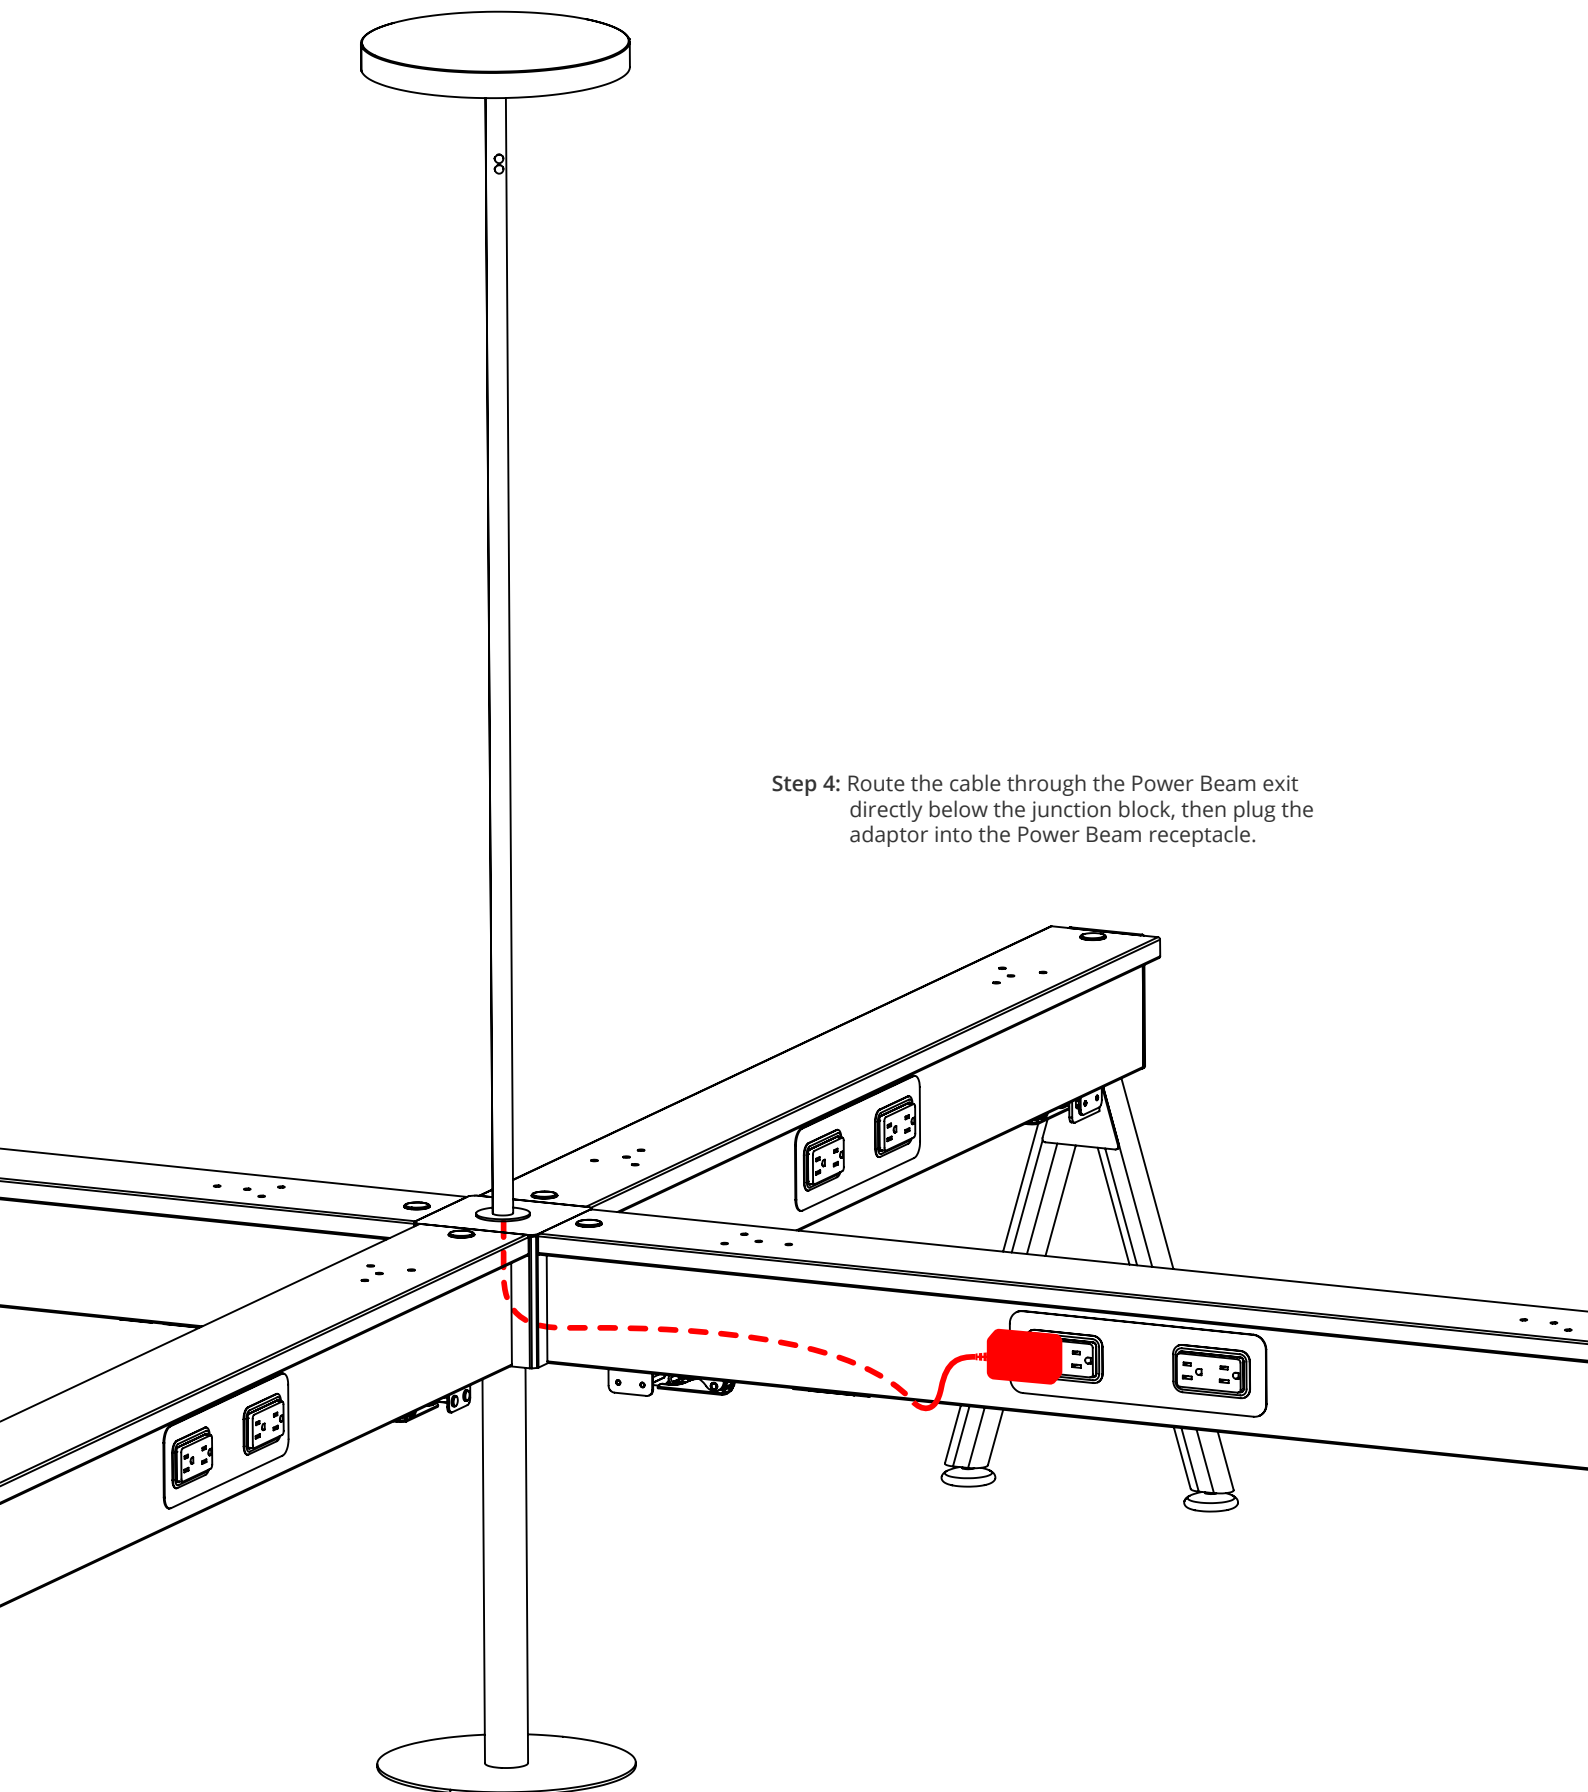 Step 4: Route the cable through the Power Beam exit
directly below the junction block, then plug the
adaptor into the Power Beam receptacle.